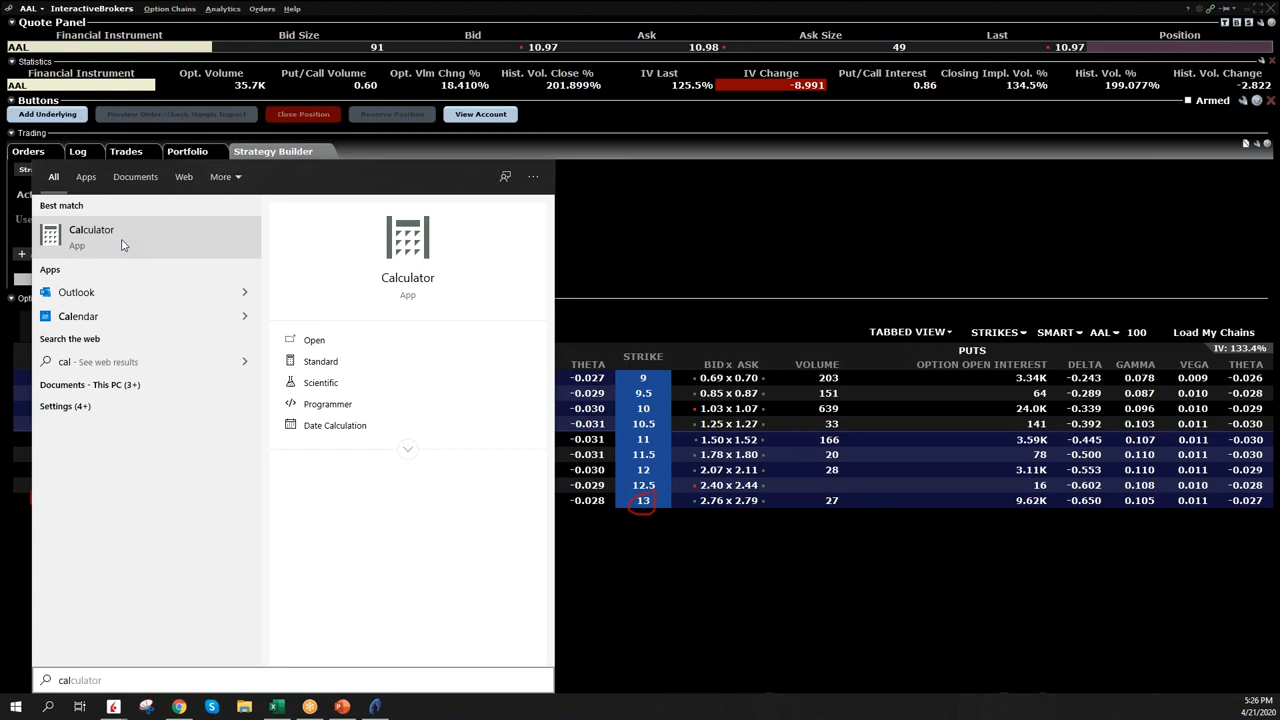 AAL InteractiveBrokers Option Chains Analytics Orders Help
Quote Panel T B S
Financial Instrument Bid Size Bid Ask Ask Size Last Position
AAL 91 10.97 10.98 49 10.97
Statistics
Financial Instrument Opt. Volume Put/Call Volume Opt. Vlm Chng % Hist. Vol. Close % IV Last IV Change Put/Call Interest Closing Impl. Vol. % Hist. Vol. % Hist. Vol. Change
AAL 35.7K 0.60 18.410% 201.899% 125.5% -8.991 0.86 134.5% 199.077% -2.822
Buttons Armed
Add Underlying Preview Order/Check Margin Impact Close Position Reverse Position View Account
Trading
Orders Log Trades Portfolio Strategy Builder
Str
All Apps Documents Web More
Act
Best match
Use
Calculator
App
+
Apps
Outlook
Calendar
Search the web
cal - See web results
Documents - This PC (3+)
Settings (4+)
Calculator
App
Open
Standard
Scientific
Programmer
Date Calculation
Opt
TABBED VIEW STRIKES SMART AAL 100 Load My Chains
PUTS IV: 133.4%
THETA STRIKE BID x ASK VOLUME OPTION OPEN INTEREST DELTA GAMMA VEGA THETA
-0.027 9 0.69 x 0.70 203 3.34K -0.243 0.078 0.009 -0.026
-0.029 9.5 0.85 x 0.87 151 64 -0.289 0.087 0.010 -0.028
-0.030 10 1.03 x 1.07 639 24.0K -0.339 0.096 0.010 -0.029
-0.031 10.5 1.25 x 1.27 33 141 -0.392 0.103 0.011 -0.030
-0.031 11 1.50 x 1.52 166 3.59K -0.445 0.107 0.011 -0.030
-0.031 11.5 1.78 x 1.80 20 78 -0.500 0.110 0.011 -0.030
-0.030 12 2.07 x 2.11 28 3.11K -0.553 0.110 0.011 -0.029
-0.029 12.5 2.40 x 2.44 16 -0.602 0.108 0.010 -0.028
-0.028 13 2.76 x 2.79 27 9.62K -0.650 0.105 0.011 -0.027
calculator
5:26 PM
4/21/2020